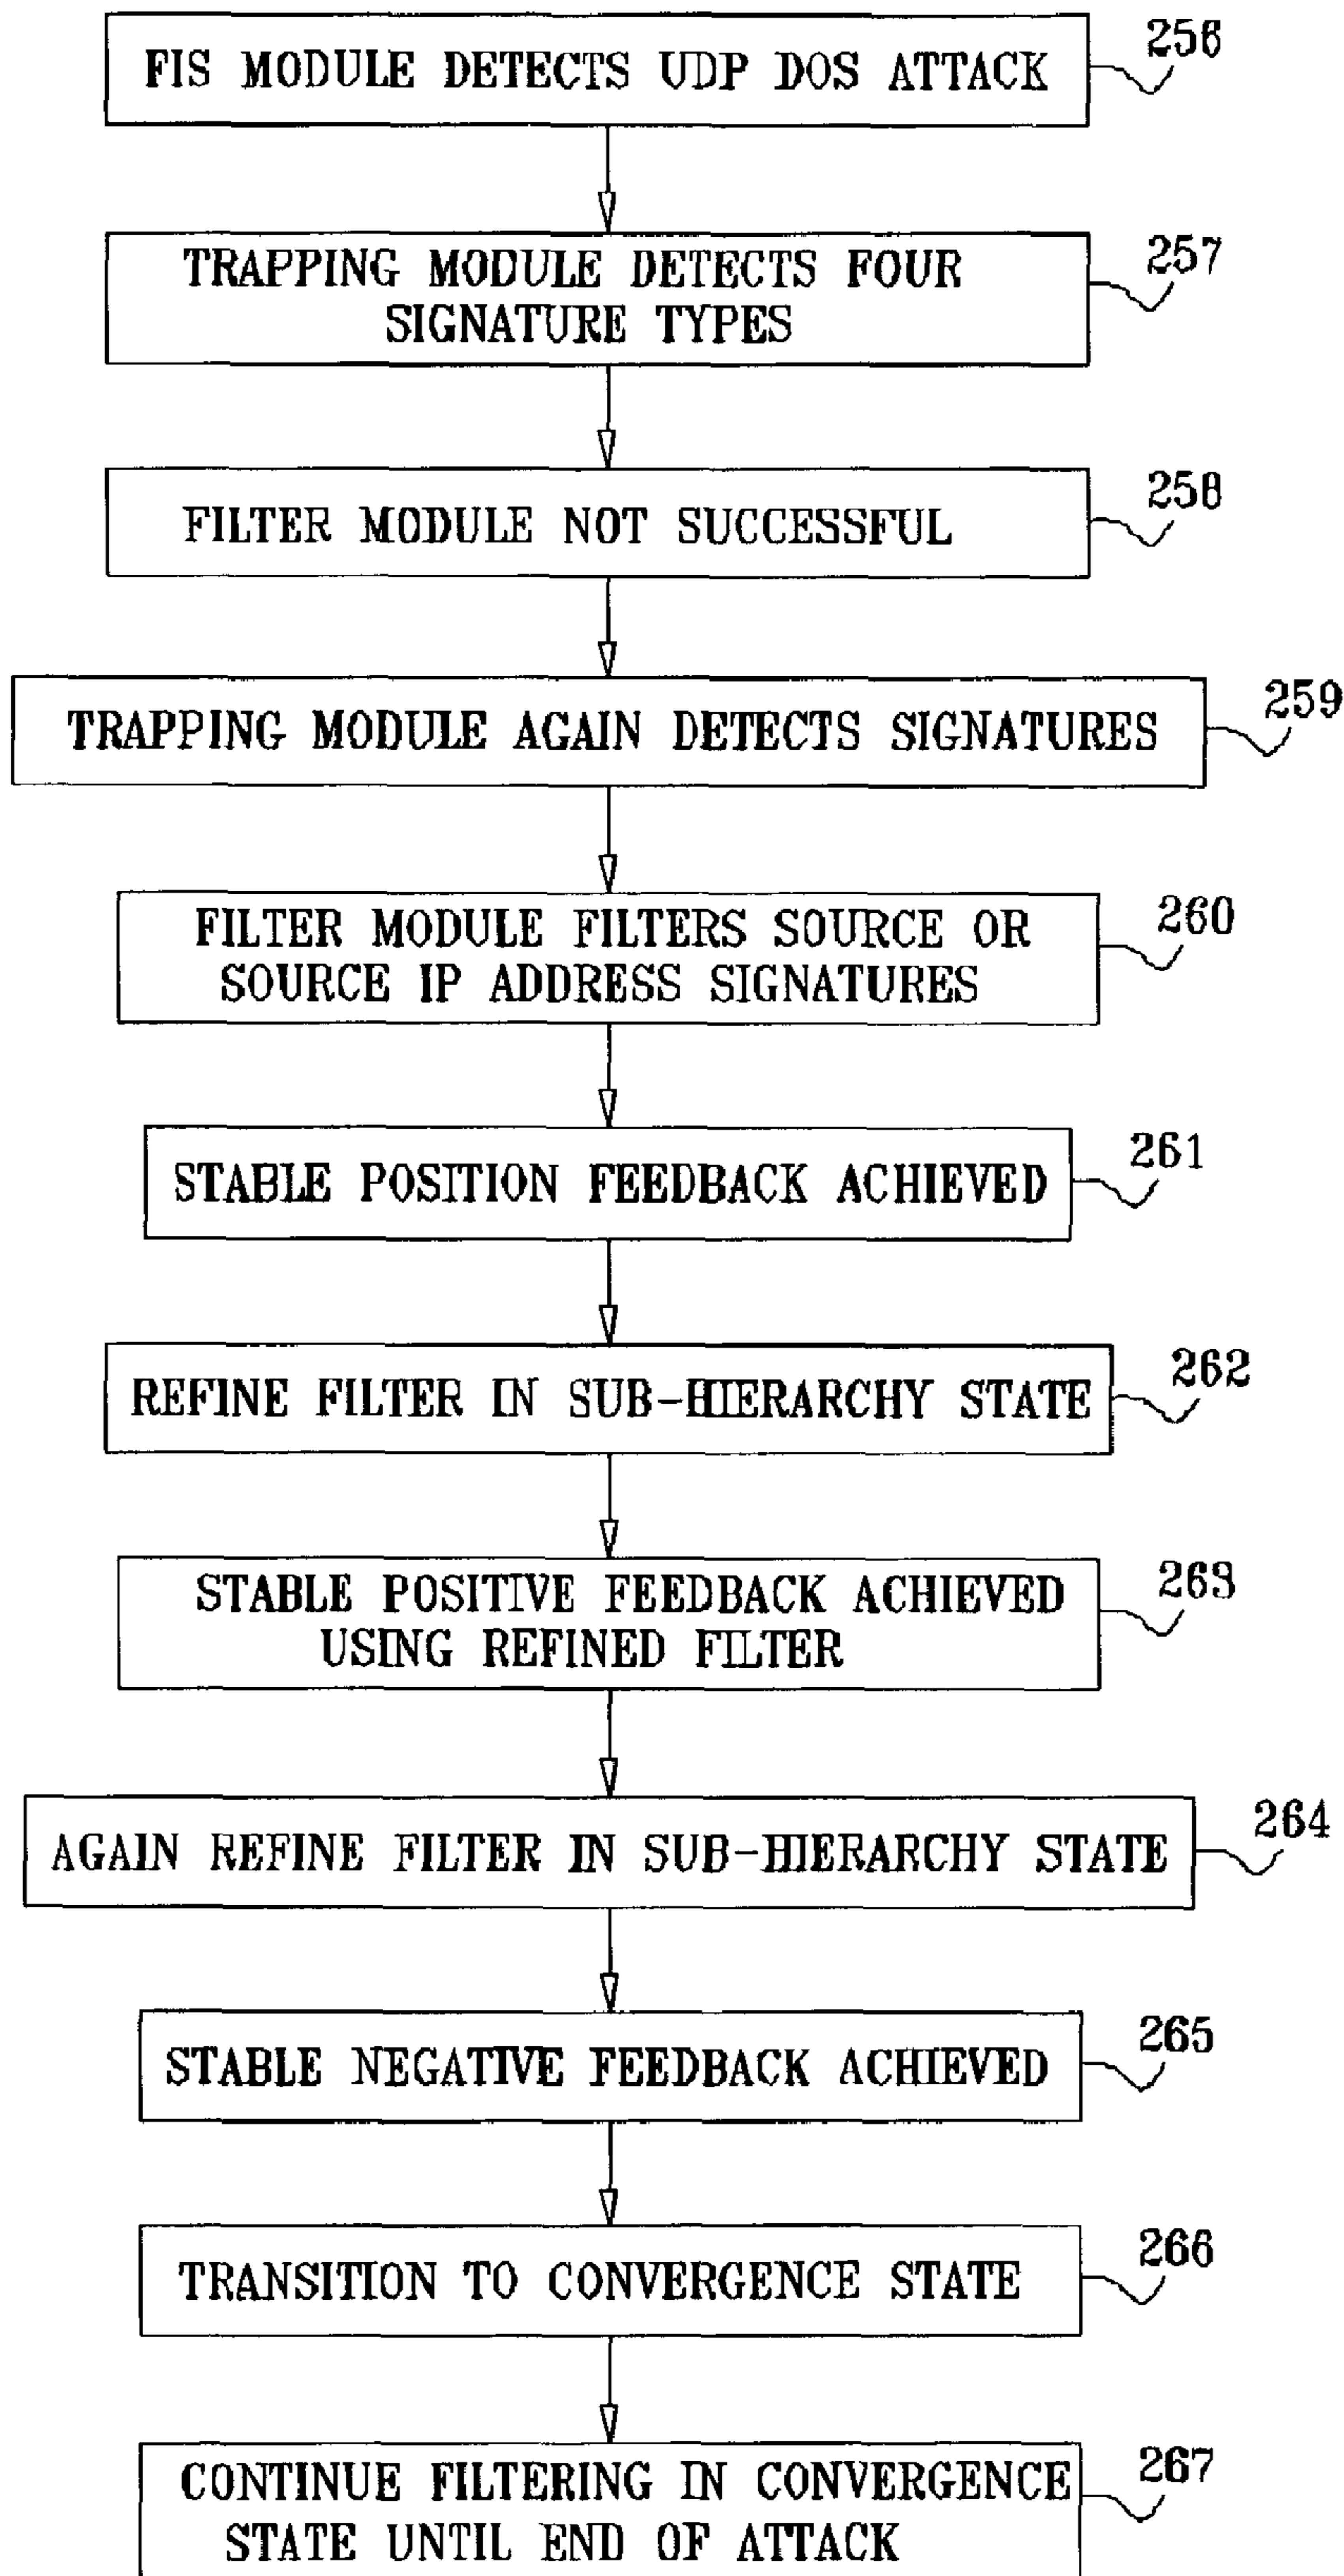 FIS MODULE DETECTS UDP DOS ATTACK
256
TRAPPING MODULE DETECTS FOUR
SIGNATURE TYPES
257
FILTER MODULE NOT SUCCESSFUL
258
TRAPPING MODULE AGAIN DETECTS SIGNATURES
259
FILTER MODULE FILTERS SOURCE OR
SOURCE IP ADDRESS SIGNATURES
260
STABLE POSITION FEEDBACK ACHIEVED
261
REFINE FILTER IN SUB-HIERARCHY STATE
262
STABLE POSITIVE FEEDBACK ACHIEVED
USING REFINED FILTER
263
AGAIN REFINE FILTER IN SUB-HIERARCHY STATE
264
STABLE NEGATIVE FEEDBACK ACHIEVED
265
TRANSITION TO CONVERGENCE STATE
266
CONTINUE FILTERING IN CONVERGENCE
STATE UNTIL END OF ATTACK
267